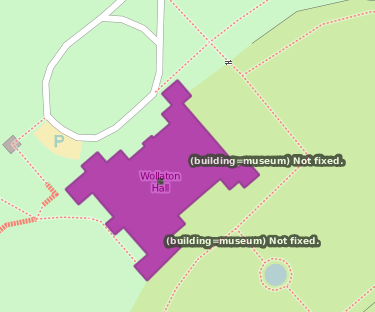 P
(building=museum) Not fixed.
Wollaton
Hall
(building=museum) Not fixed.